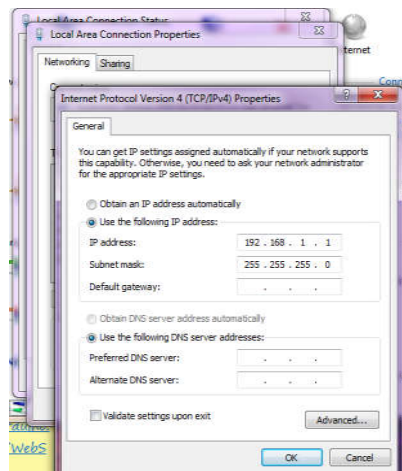 Local Area Connection Status
Local Area Connection Properties
Networking
Sharing
Internet Protocol Version 4 (TCP/IPv4) Properties
General
You can get IP settings assigned automatically if your network supports
this capability. Otherwise, you need to ask your network administrator
for the appropriate IP settings.
Obtain an IP address automatically
Use the following IP address:
IP address:
192 . 168 . 1 . 1
Subnet mask:
255 . 255 . 255 . 0
Default gateway:
. . .
Obtain DNS server address automatically
Use the following DNS server addresses:
Preferred DNS server:
. . .
Alternate DNS server:
. . .
Validate settings upon exit
Advanced...
OK
Cancel